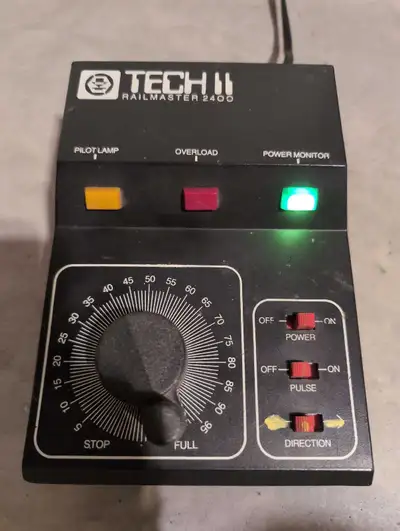 TECH II
RAILMASTER 2400
PILOT LAMP OVERLOAD POWER MONITOR
5 10 15 20 25 30 35 40 45 50 55 60 65 70 75 80 85 90 95
STOP FULL
OFF ON
POWER
OFF ON
PULSE
DIRECTION